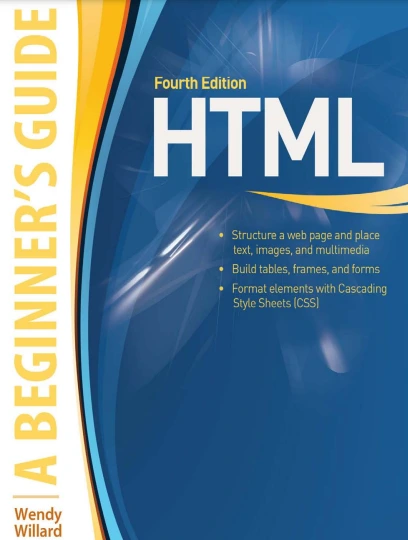 A BEGINNER'S GUIDE
Fourth Edition
HTML
• Structure a web page and place
text, images, and multimedia
• Build tables, frames, and forms
• Format elements with Cascading
Style Sheets (CSS)
Wendy
Willard